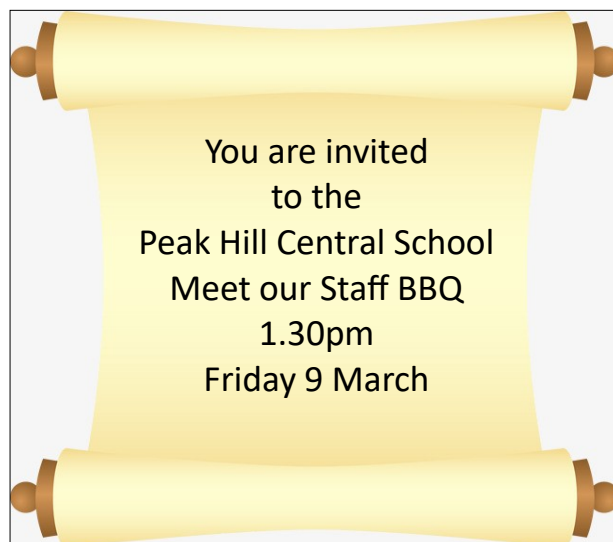 You are invited
to the
Peak Hill Central School
Meet our Staff BBQ
1.30pm
Friday 9 March